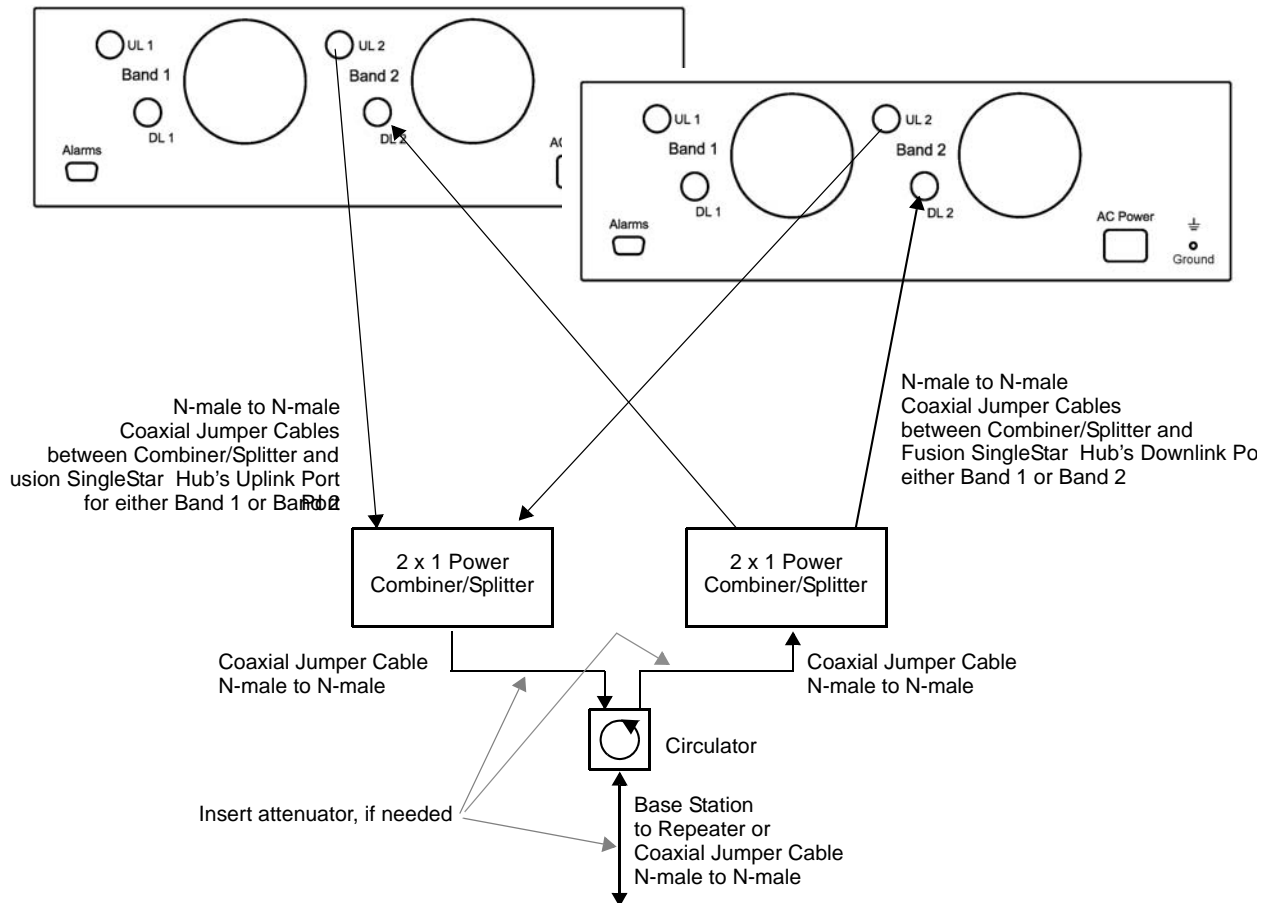 UL 1
UL 2
Band 1
Band 2
DL 1
DL 2
Alarms
UL 1
UL 2
Band 1
Band 2
DL 1
DL 2
Alarms
AC Power
Ground
N-male to N-male
Coaxial Jumper Cables
between Combiner/Splitter and
usion SingleStar Hub's Uplink Port
for either Band 1 or Band 2
Port
N-male to N-male
Coaxial Jumper Cables
between Combiner/Splitter and
Fusion SingleStar Hub's Downlink Po
either Band 1 or Band 2
2 x 1 Power
Combiner/Splitter
2 x 1 Power
Combiner/Splitter
Coaxial Jumper Cable
N-male to N-male
Coaxial Jumper Cable
N-male to N-male
Circulator
Insert attenuator, if needed
Base Station
to Repeater or
Coaxial Jumper Cable
N-male to N-male